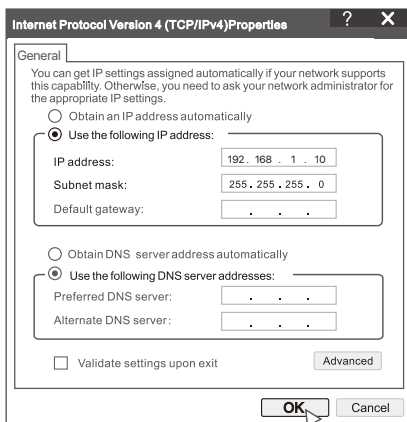 Internet Protocol Version 4 (TCP/IPv4)Properties ? X
General
You can get IP settings assigned automatically if your network supports
this capability. Otherwise, you need to ask your network administrator for
the appropriate IP settings.
Obtain an IP address automatically
Use the following IP address:
IP address: 192. 168 . 1 . 10
Subnet mask: 255. 255. 255. 0
Default gateway: . . .
Obtain DNS server address automatically
Use the following DNS server addresses:
Preferred DNS server: . . .
Alternate DNS server: . . .
Validate settings upon exit Advanced
OK Cancel